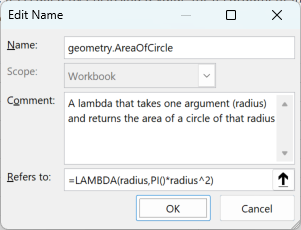 Edit Name
Name:
geometry.AreaOfCircle
Scope:
Workbook
Comment:
A lambda that takes one argument (radius)
and returns the area of a circle of that radius
Refers to:
=LAMBDA(radius,PI()*radius^2)
OK
Cancel